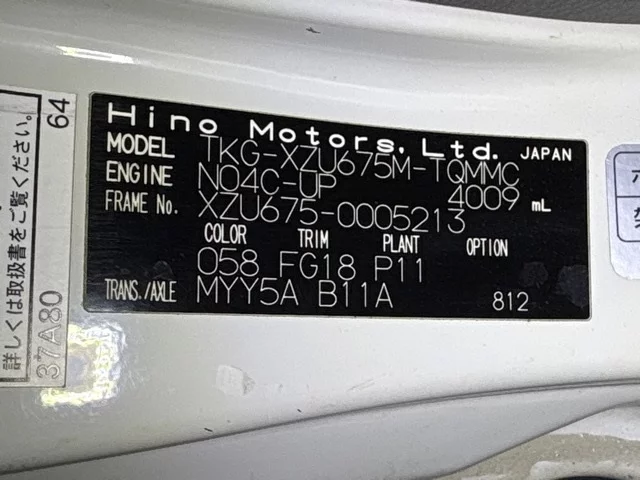 Hino Motors, Ltd. JAPAN
MODEL TKG-XZU675M-TQMMC
ENGINE N04C-UP 4009 mL
FRAME No. XZU675-0005213
COLOR TRIM PLANT OPTION
058 FG18 P11
TRANS./AXLE MYY5A B11A 812
詳しくは取扱書をご覧ください。
37A80
64